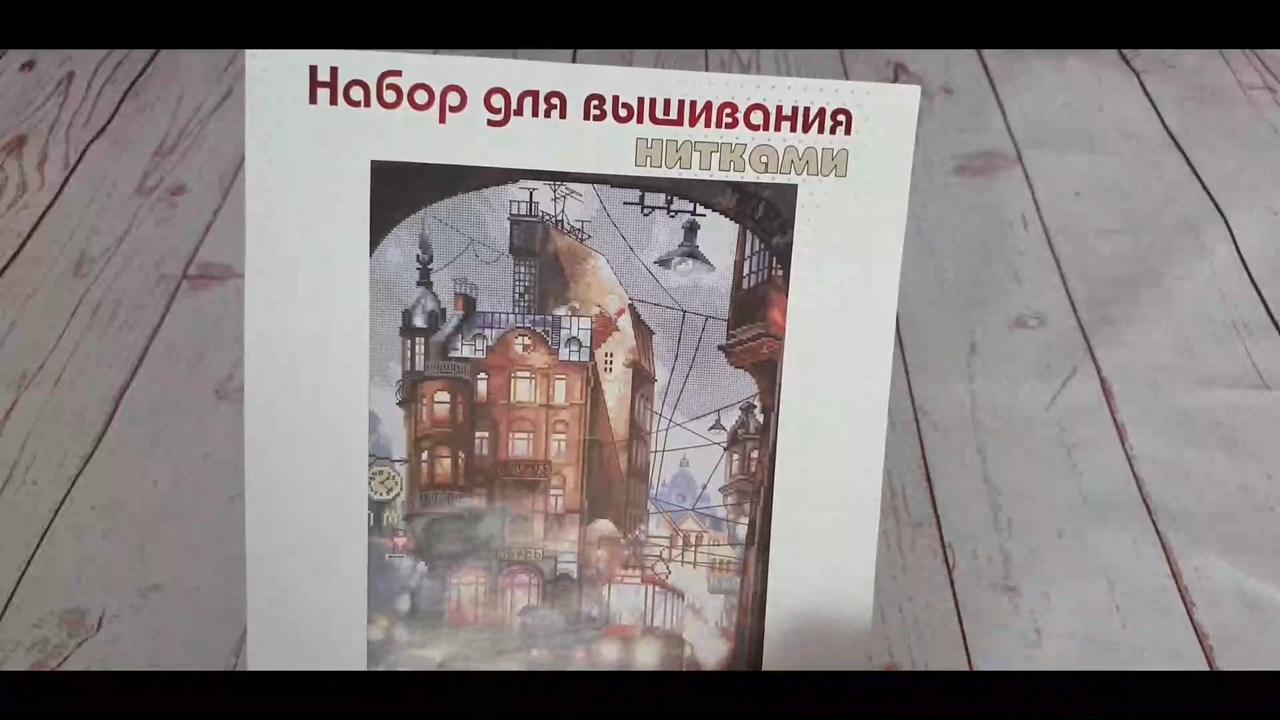 Набор для вышивания
нитками